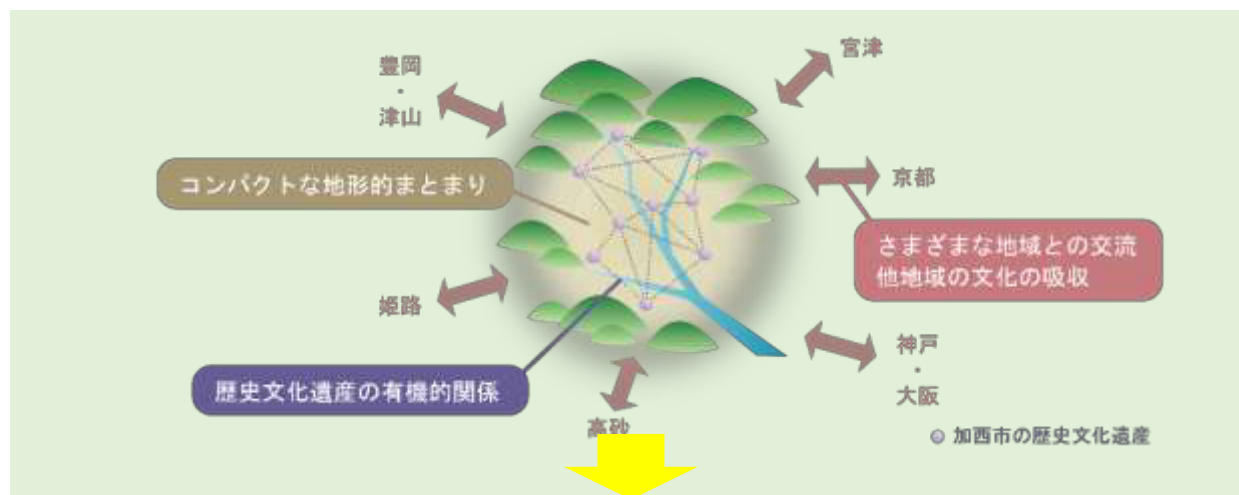 宮津
豊岡
・
津山
コンパクトな地形的まとまり
京都
さまざまな地域との交流
他地域の文化の吸収
姫路
神戸
・
大阪
歴史文化遺産の有機的関係
高砂
加西市の歴史文化遺産